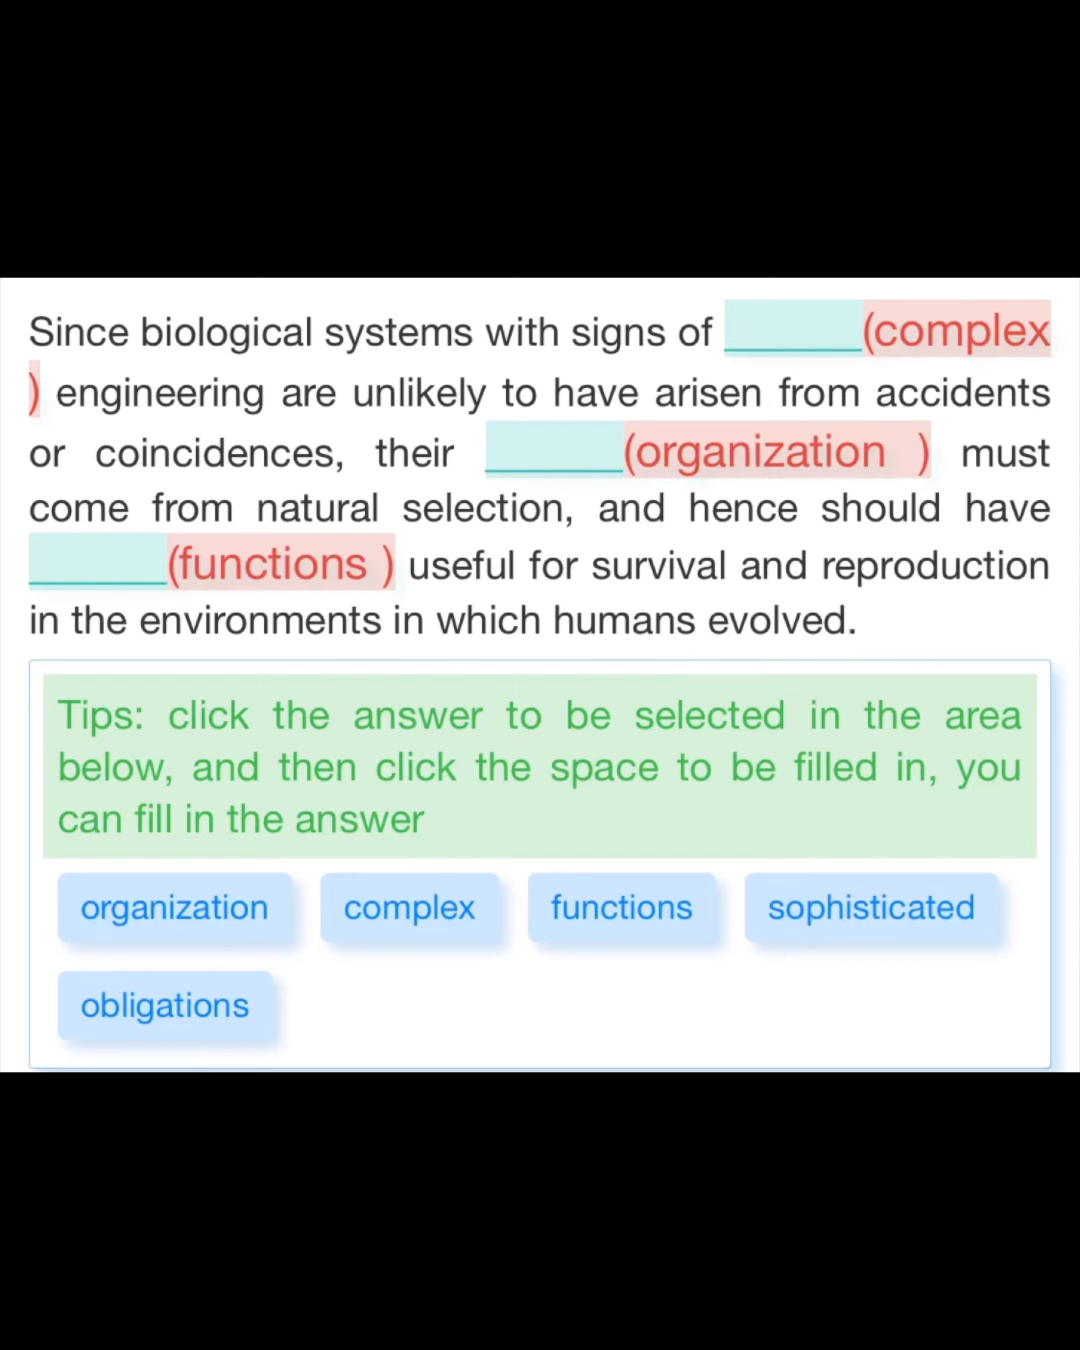 Since biological systems with signs of ______(complex
) engineering are unlikely to have arisen from accidents
or coincidences, their ______(organization ) must
come from natural selection, and hence should have
______(functions ) useful for survival and reproduction
in the environments in which humans evolved.
Tips: click the answer to be selected in the area
below, and then click the space to be filled in, you
can fill in the answer
organization complex functions sophisticated
obligations